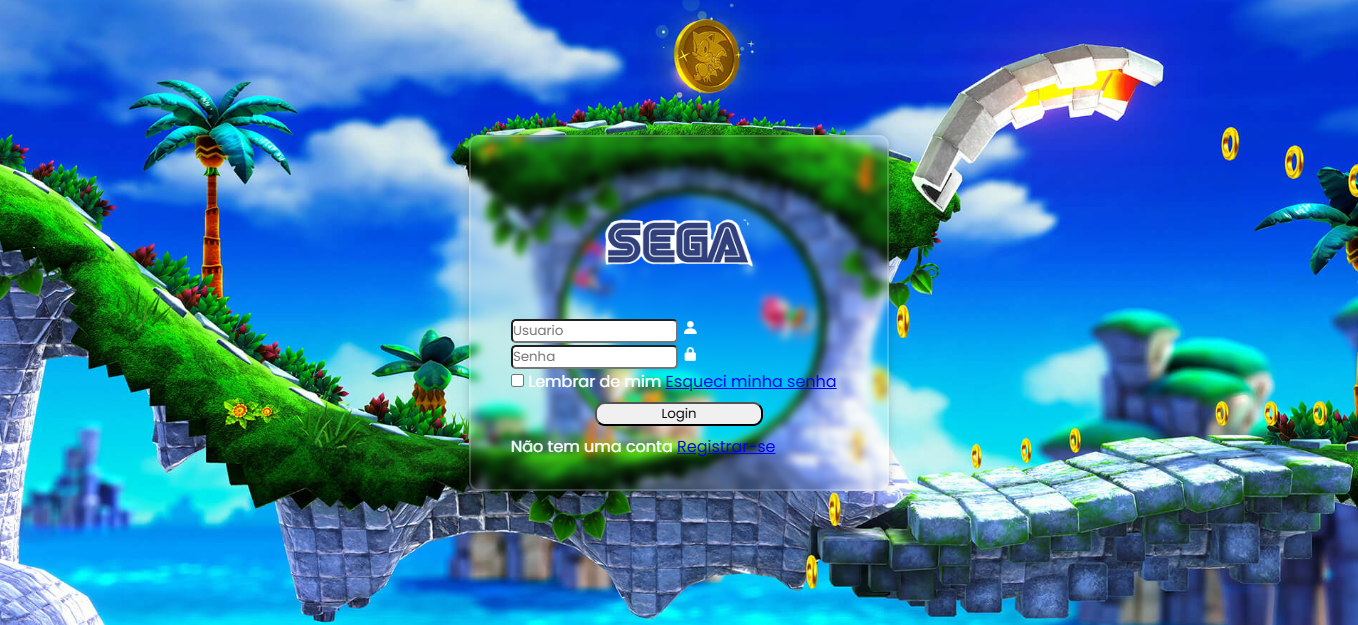 SEGA
Usuario
Senha
Lembrar de mim Esqueci minha senha
Login
Não tem uma conta Registrar-se